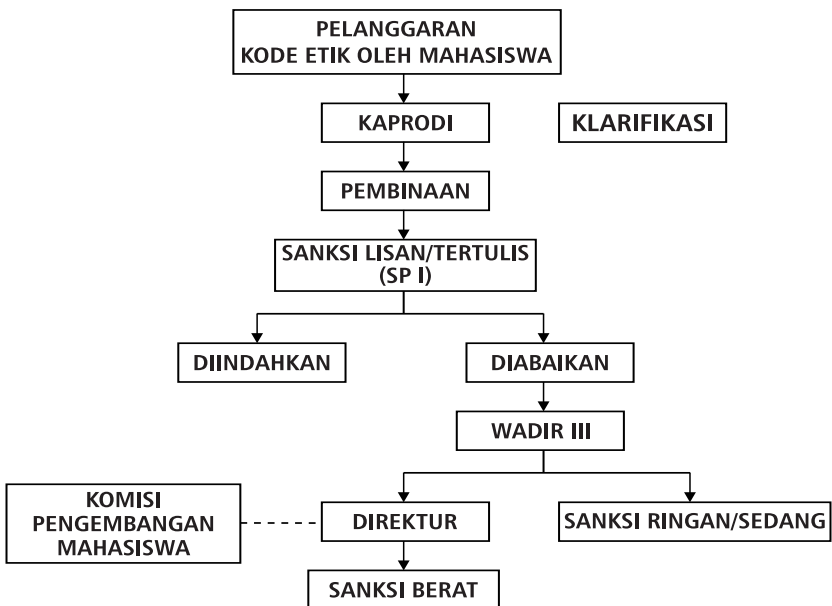 PELANGGARAN
KODE ETIK OLEH MAHASISWA
KAPRODI
KLARIFIKASI
PEMBINAAN
SANKSI LISAN/TERTULIS
(SP I)
DIINDAHKAN
DIABAIKAN
WADIR III
KOMISI
PENGEMBANGAN
MAHASISWA
DIREKTUR
SANKSI RINGAN/SEDANG
SANKSI BERAT